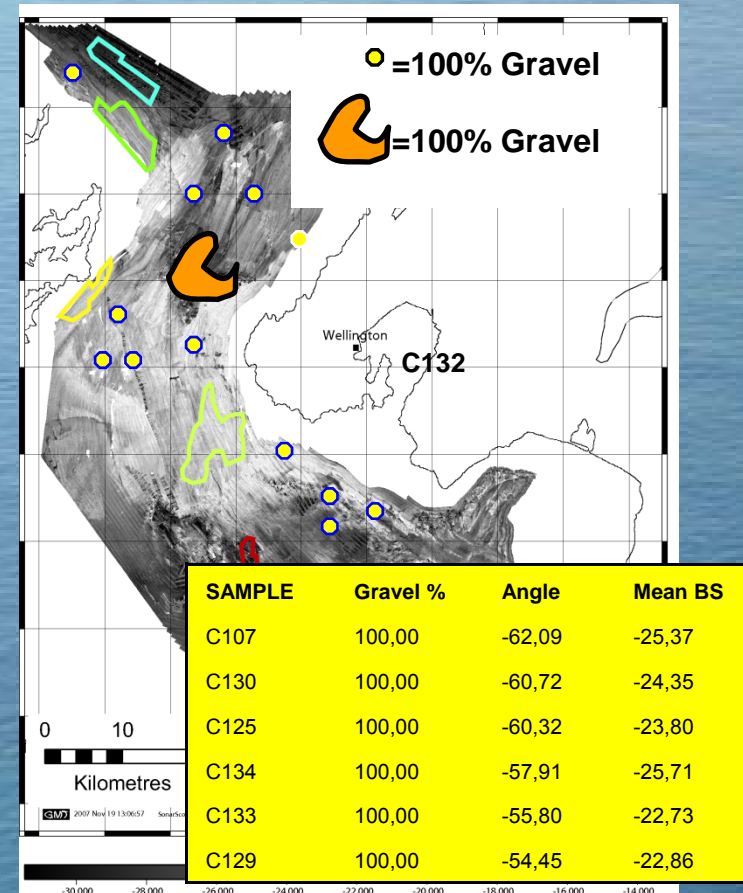 =100% Gravel
=100% Gravel
Wellington
C132
SAMPLE Gravel % Angle Mean BS
C107 100,00 -62,09 -25,37
C130 100,00 -60,72 -24,35
C125 100,00 -60,32 -23,80
C134 100,00 -57,91 -25,71
C133 100,00 -55,80 -22,73
C129 100,00 -54,45 -22,86
0 10
Kilometres
GMT 2007 Nov 19 13:06:57 SonarSco
-30.000 -28.000 -26.000 -24.000 -22.000 -20.000 -18.000 -16.000 -14.000